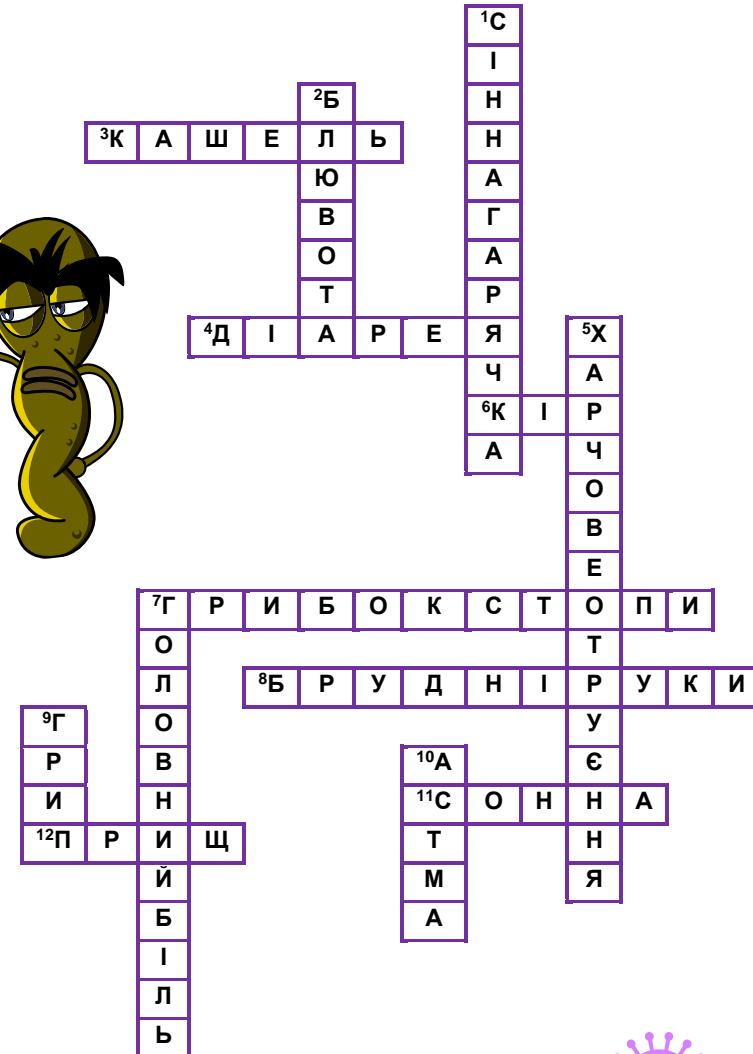 ¹С
І
²Б Н
³К А Ш Е Л Ь Н
Ю А
В Г
О А
Т Р
⁴Д І А Р Е Я ⁵Х
Ч А
⁶К І Р
А Ч
О
В
Е
⁷Г Р И Б О К С Т О П И
О Т
Л ⁸Б Р У Д Н І Р У К И
⁹Г О У
Р В ¹⁰А Є
И Н ¹¹С О Н Н А
¹²П Р И Щ Т Н
Й М Я
Б А
І
Л
Ь